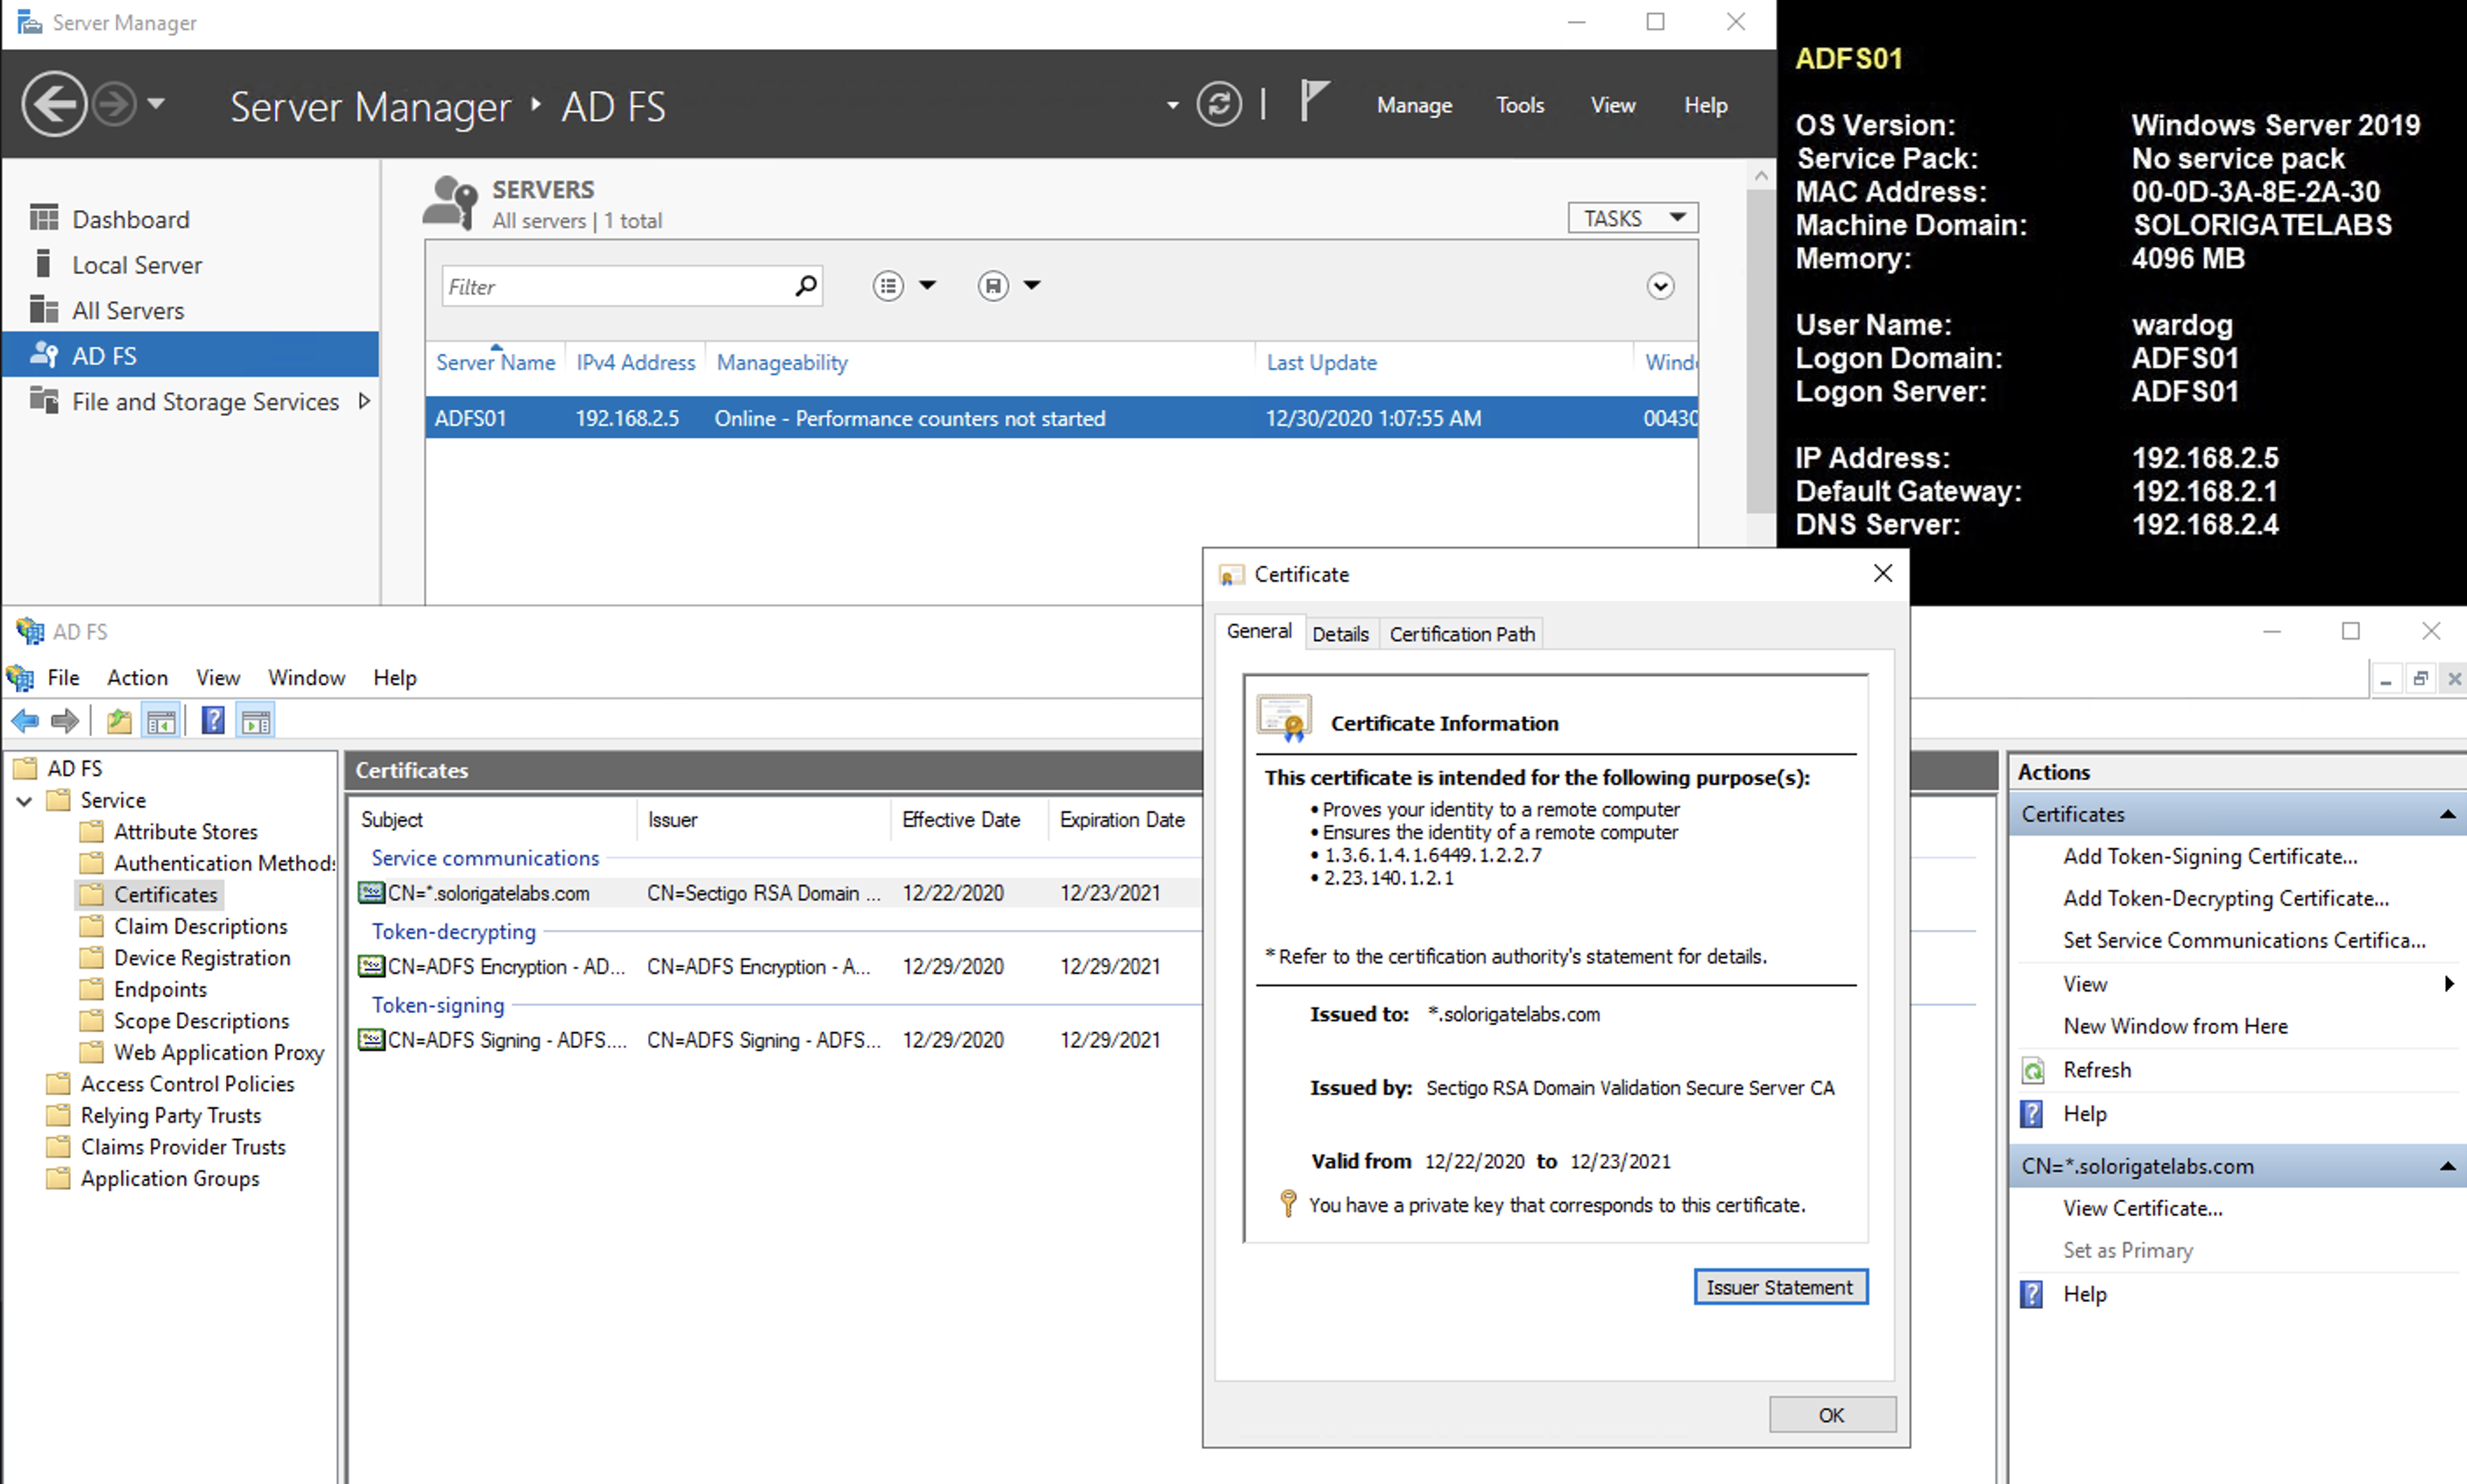 Server Manager
Server Manager ‣ AD FS
Manage Tools View Help
Dashboard
Local Server
All Servers
AD FS
File and Storage Services
SERVERS
All servers | 1 total
TASKS
Filter
Server Name IPv4 Address Manageability Last Update Windo
ADFS01 192.168.2.5 Online - Performance counters not started 12/30/2020 1:07:55 AM 00430
ADFS01
OS Version: Windows Server 2019
Service Pack: No service pack
MAC Address: 00-0D-3A-8E-2A-30
Machine Domain: SOLORIGATELABS
Memory: 4096 MB
User Name: wardog
Logon Domain: ADFS01
Logon Server: ADFS01
IP Address: 192.168.2.5
Default Gateway: 192.168.2.1
DNS Server: 192.168.2.4
AD FS
File Action View Window Help
AD FS
Service
Attribute Stores
Authentication Methods
Certificates
Claim Descriptions
Device Registration
Endpoints
Scope Descriptions
Web Application Proxy
Access Control Policies
Relying Party Trusts
Claims Provider Trusts
Application Groups
Certificates
Subject Issuer Effective Date Expiration Date
Service communications
CN=*.solorigatelabs.com CN=Sectigo RSA Domain ... 12/22/2020 12/23/2021
Token-decrypting
CN=ADFS Encryption - AD... CN=ADFS Encryption - A... 12/29/2020 12/29/2021
Token-signing
CN=ADFS Signing - ADFS.... CN=ADFS Signing - ADFS... 12/29/2020 12/29/2021
Certificate
General Details Certification Path
Certificate Information
This certificate is intended for the following purpose(s):
• Proves your identity to a remote computer
• Ensures the identity of a remote computer
• 1.3.6.1.4.1.6449.1.2.2.7
• 2.23.140.1.2.1
* Refer to the certification authority's statement for details.
Issued to: *.solorigatelabs.com
Issued by: Sectigo RSA Domain Validation Secure Server CA
Valid from 12/22/2020 to 12/23/2021
You have a private key that corresponds to this certificate.
Issuer Statement
OK
Actions
Certificates
Add Token-Signing Certificate...
Add Token-Decrypting Certificate...
Set Service Communications Certifica...
View
New Window from Here
Refresh
Help
CN=*.solorigatelabs.com
View Certificate...
Set as Primary
Help